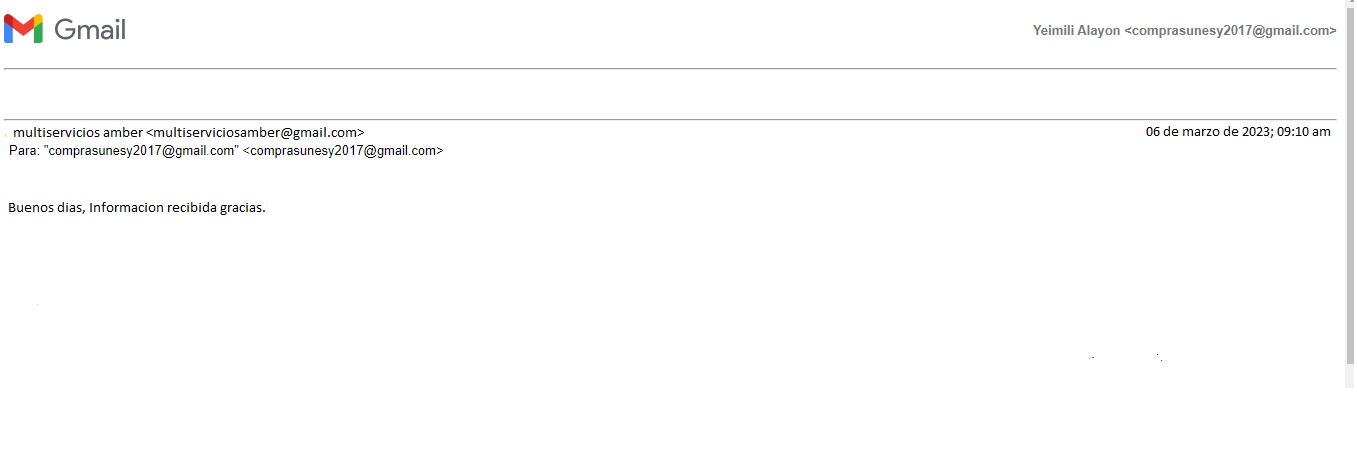 Gmail
Yeimili Alayon <comprasunesy2017@gmail.com>
multiservicios amber <multiserviciosamber@gmail.com>
06 de marzo de 2023; 09:10 am
Para: "comprasunesy2017@gmail.com" <comprasunesy2017@gmail.com>
Buenos dias, Informacion recibida gracias.